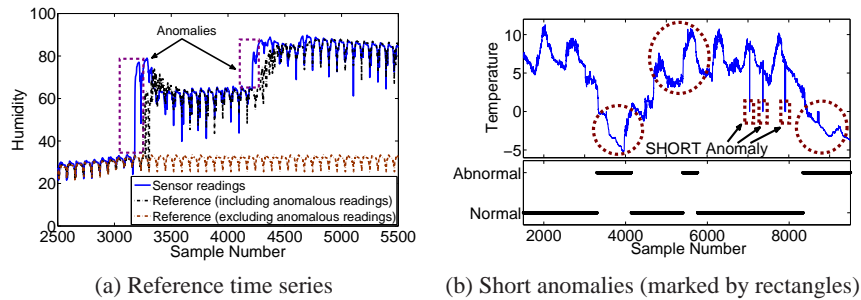 100
80
60
40
20
0
Humidity
Anomalies
Sensor readings
Reference (including anomalous readings)
Reference (excluding anomalous readings)
2500 3000 3500 4000 4500 5000 5500
Sample Number
(a) Reference time series
10
5
0
−5
Temperature
SHORT Anomaly
Abnormal
Normal
2000 4000 6000 8000
Sample Number
(b) Short anomalies (marked by rectangles)